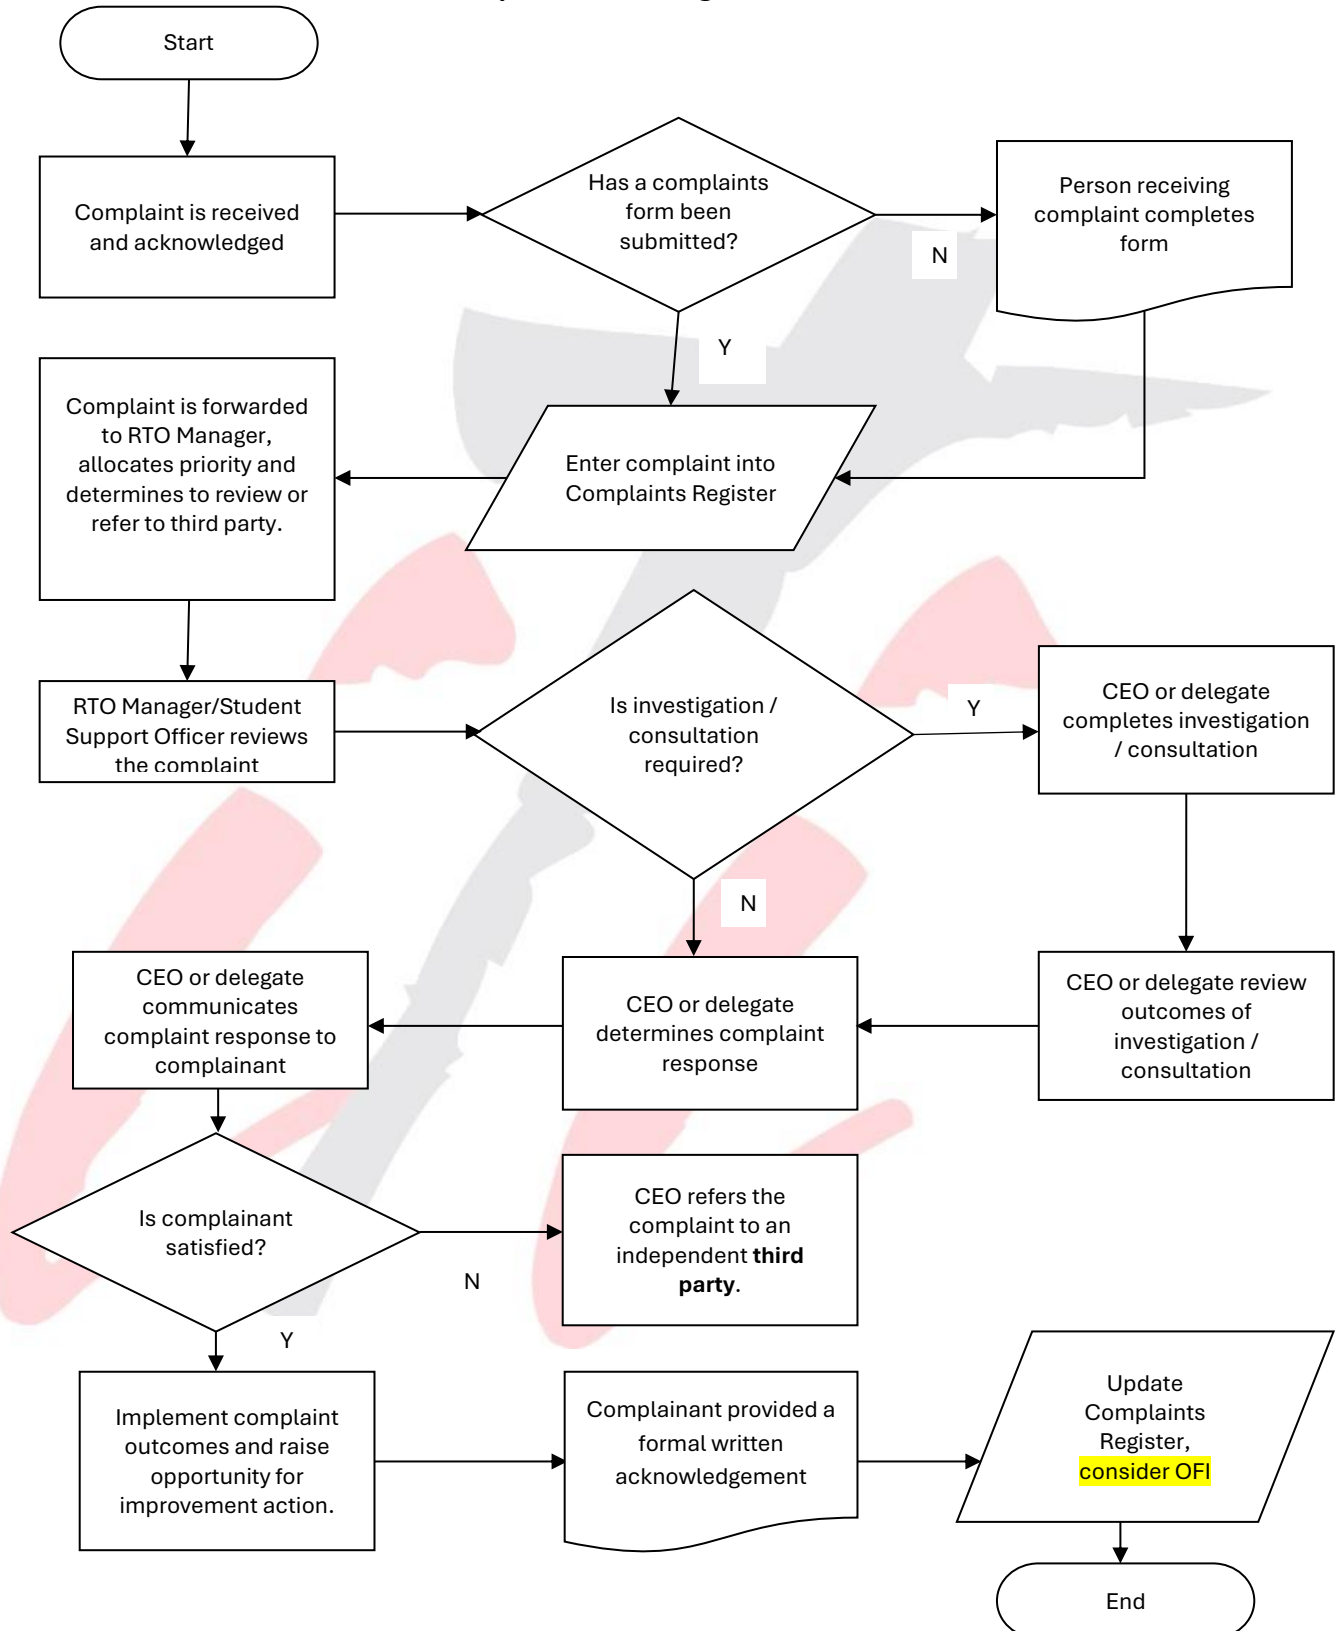 Start
Complaint is received
and acknowledged
Has a complaints
form been
submitted?
N
Person receiving
complaint completes
form
Y
Complaint is forwarded
to RTO Manager,
allocates priority and
determines to review or
refer to third party.
Enter complaint into
Complaints Register
RTO Manager/Student
Support Officer reviews
the complaint
Is investigation /
consultation
required?
Y
CEO or delegate
completes investigation
/ consultation
N
CEO or delegate
communicates
complaint response to
complainant
CEO or delegate
determines complaint
response
CEO or delegate review
outcomes of
investigation /
consultation
Is complainant
satisfied?
N
CEO refers the
complaint to an
independent third
party.
Y
Implement complaint
outcomes and raise
opportunity for
improvement action.
Complainant provided a
formal written
acknowledgement
Update
Complaints
Register,
consider OFI
End